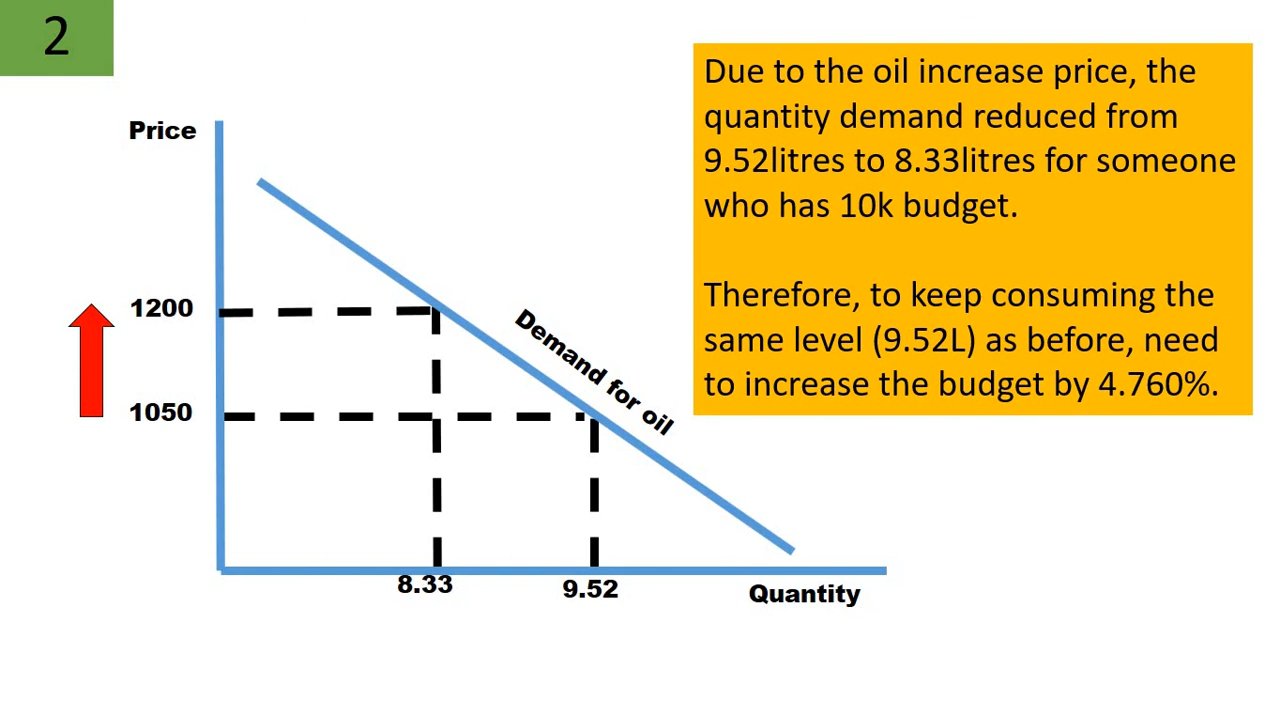 2
Due to the oil increase price, the
quantity demand reduced from
9.52litres to 8.33litres for someone
who has 10k budget.
Therefore, to keep consuming the
same level (9.52L) as before, need
to increase the budget by 4.760%.
Price
1200
1050
Demand for oil
8.33
9.52
Quantity